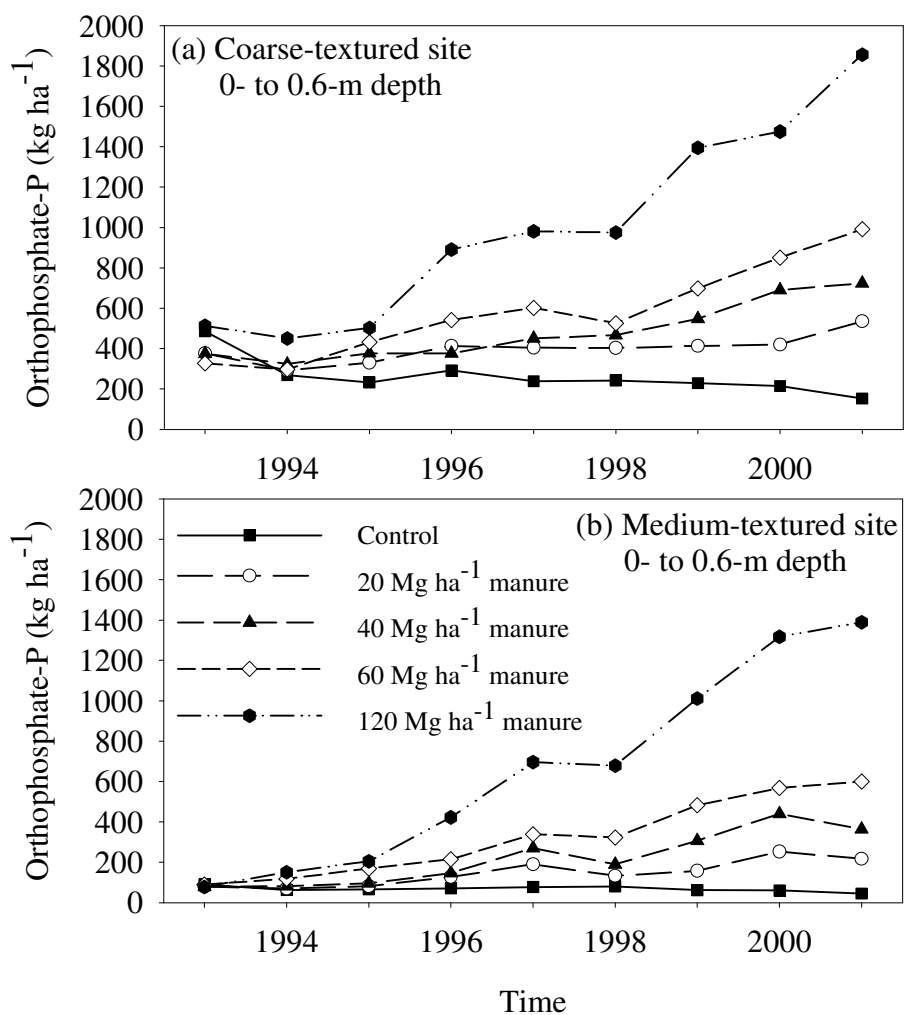 Orthophosphate-P (kg ha⁻¹)
2000
1800
1600
1400
1200
1000
800
600
400
200
0
(a) Coarse-textured site
0- to 0.6-m depth
1994
1996
1998
2000
Orthophosphate-P (kg ha⁻¹)
2000
1800
1600
1400
1200
1000
800
600
400
200
0
Control
20 Mg ha⁻¹ manure
40 Mg ha⁻¹ manure
60 Mg ha⁻¹ manure
120 Mg ha⁻¹ manure
(b) Medium-textured site
0- to 0.6-m depth
1994
1996
1998
2000
Time